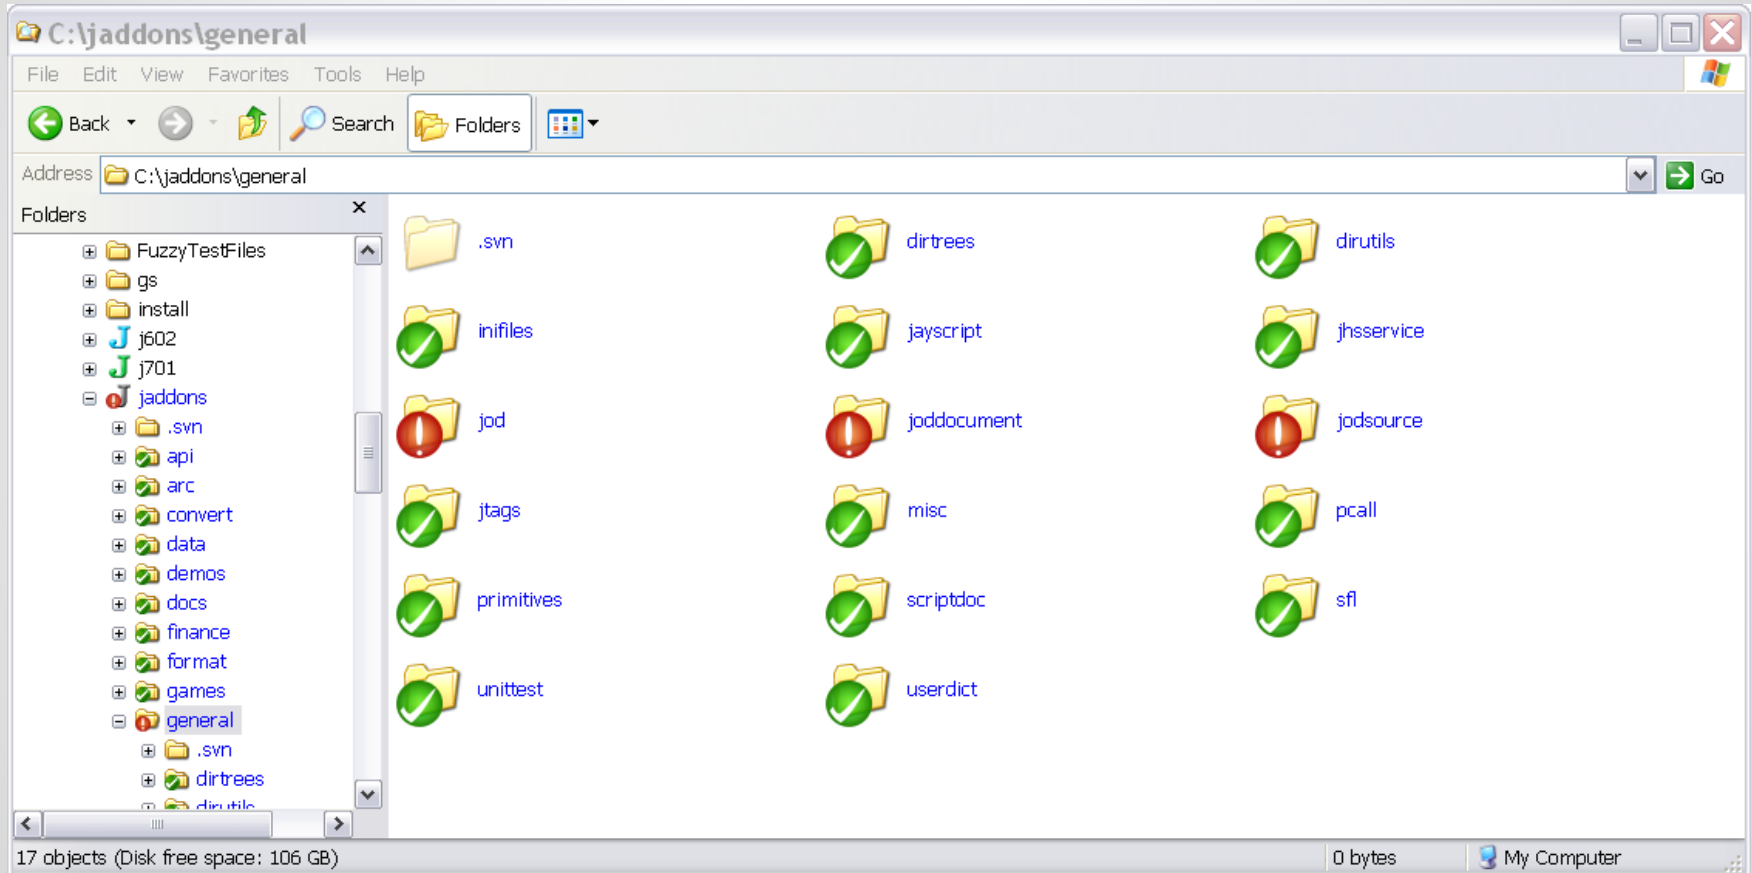 C:\jaddons\general
File Edit View Favorites Tools Help
Back Search Folders
Address C:\jaddons\general Go
Folders
FuzzyTestFiles
gs
install
j602
j701
jaddons
.svn
api
arc
convert
data
demos
docs
finance
format
games
general
.svn
dirtrees
dirutils
.svn dirtrees dirutils
inifiles jayscript jhsservice
jod joddocument jodsource
jtags misc pcall
primitives scriptdoc sfl
unittest userdict
17 objects (Disk free space: 106 GB) 0 bytes My Computer